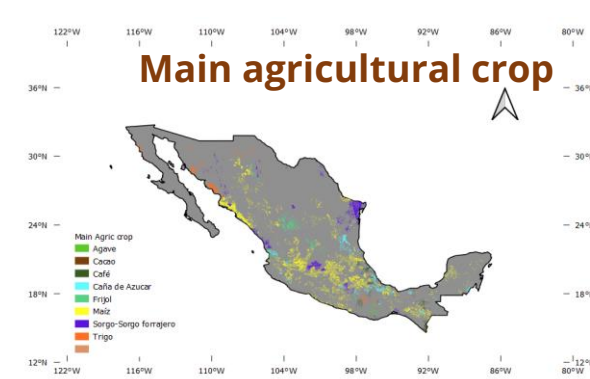 122°W 116°W 110°W 104°W 98°W 92°W 86°W 80°W
Main agricultural crop
36°N 36°N
30°N 30°N
24°N 24°N
Main Agric crop
Agave
Cacao
Café
Caña de Azucar
Frijol
Maíz
Sorgo-Sorgo forrajero
Trigo
18°N 18°N
12°N 12°N
122°W 116°W 110°W 104°W 98°W 92°W 86°W 80°W